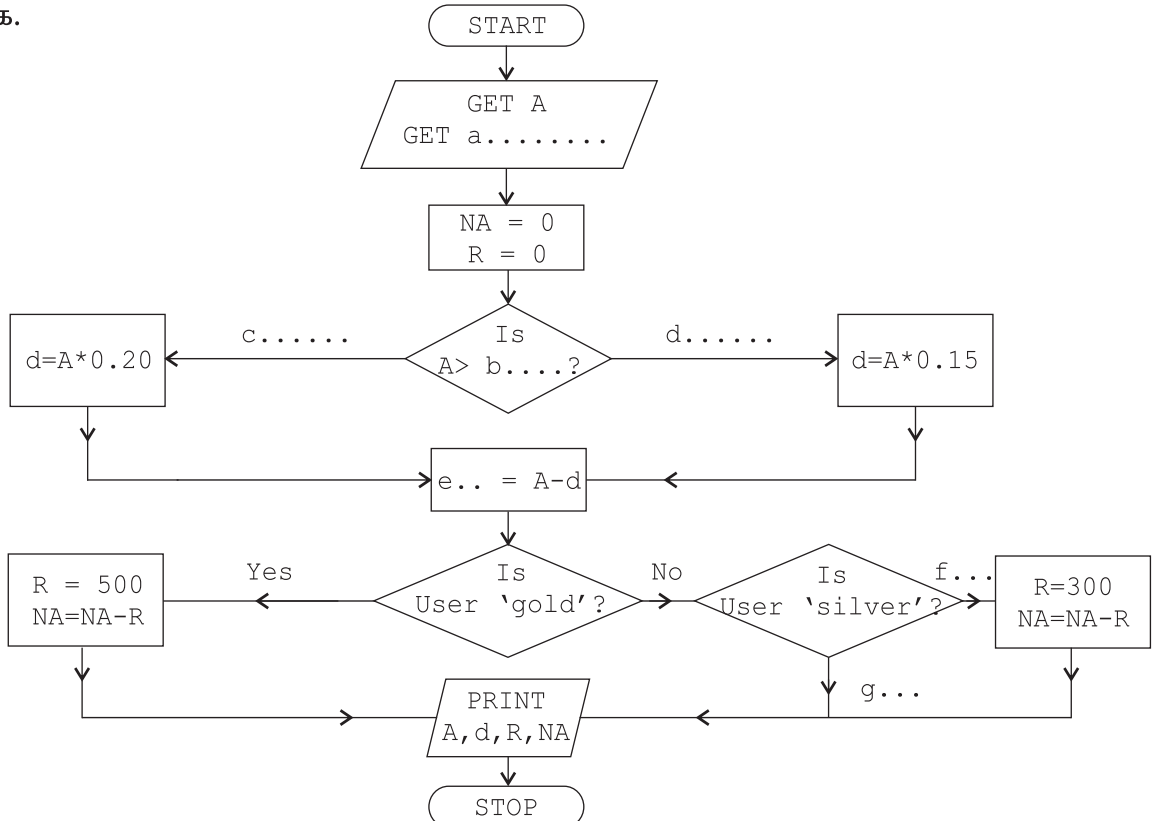 க.
START
GET A
GET a........
NA = 0
R = 0
Is
A> b....?
c......
d......
d=A*0.20
d=A*0.15
e.. = A-d
Is
User ‘gold’?
Yes
No
R = 500
NA=NA-R
Is
User ‘silver’?
f...
R=300
NA=NA-R
g...
PRINT
A,d,R,NA
STOP